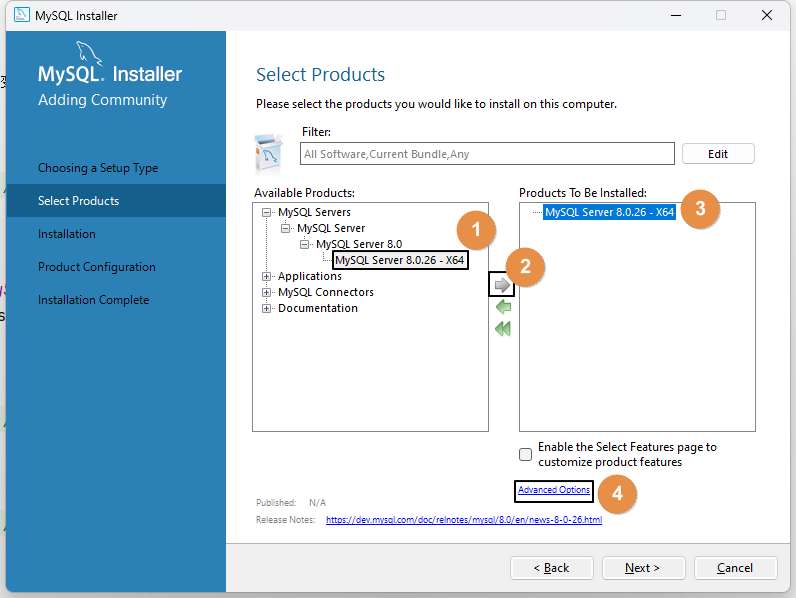 MySQL Installer
MySQL. Installer
Adding Community
Choosing a Setup Type
Select Products
Installation
Product Configuration
Installation Complete
Select Products
Please select the products you would like to install on this computer.
Filter:
All Software,Current Bundle,Any
Edit
Available Products:
MySQL Servers
MySQL Server
MySQL Server 8.0
MySQL Server 8.0.26 - X64
Applications
MySQL Connectors
Documentation
1
2
Products To Be Installed:
MySQL Server 8.0.26 - X64
3
Enable the Select Features page to
customize product features
Advanced Options
4
Published: N/A
Release Notes: https://dev.mysql.com/doc/relnotes/mysql/8.0/en/news-8-0-26.html
< Back
Next >
Cancel